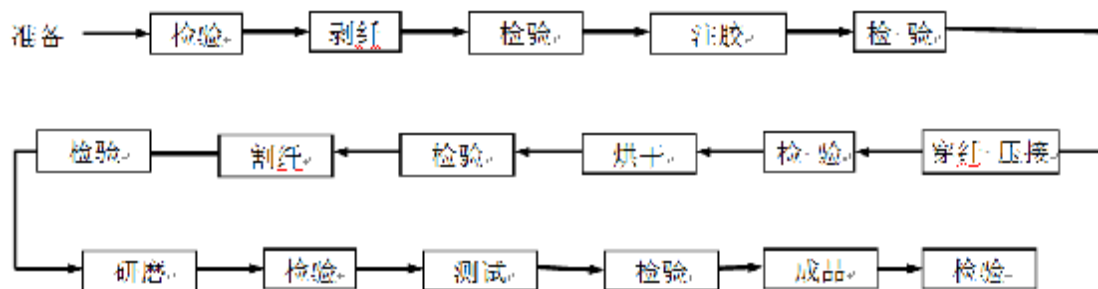 准备 检验 剥纤 检验 注胶 检验
检验 割纤 检验 烘干 检验 穿纤 压接
研磨 检验 测试 检验 成品 检验